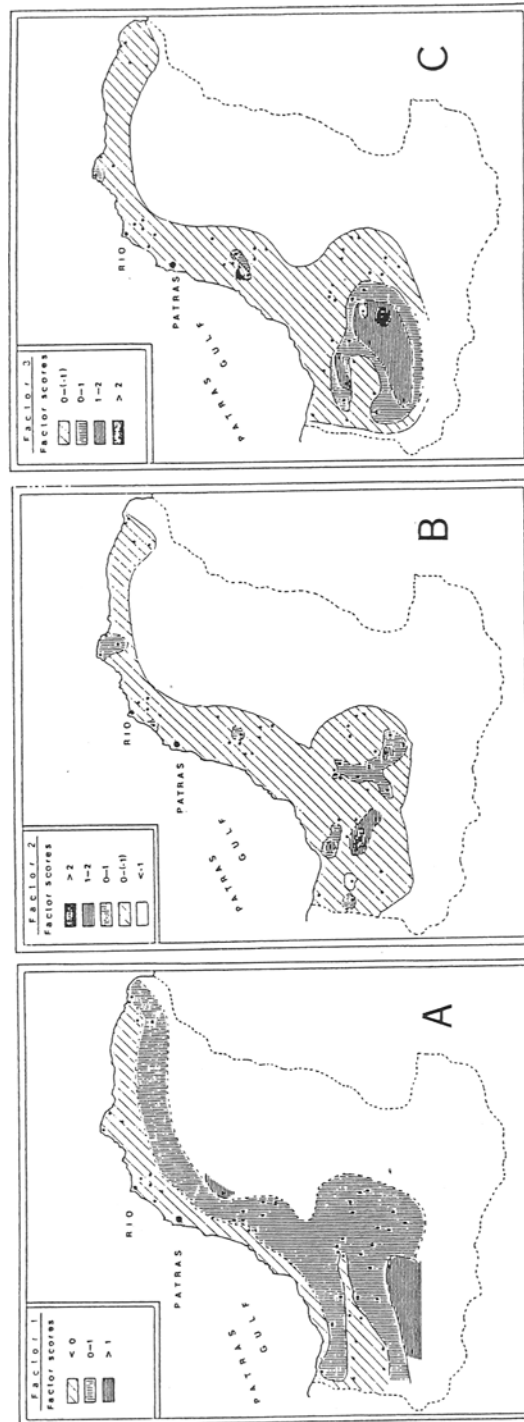 Factor 1
Factor scores
< 0
0-1
> 1
RIO
PATRAS
PATRAS
GULF
A
Factor 2
Factor scores
> 2
1-2
0-1
0-(-1)
<-1
RIO
PATRAS
PATRAS
GULF
B
Factor 3
Factor scores
0-(-1)
0-1
1-2
> 2
RIO
PATRAS
PATRAS GULF
C